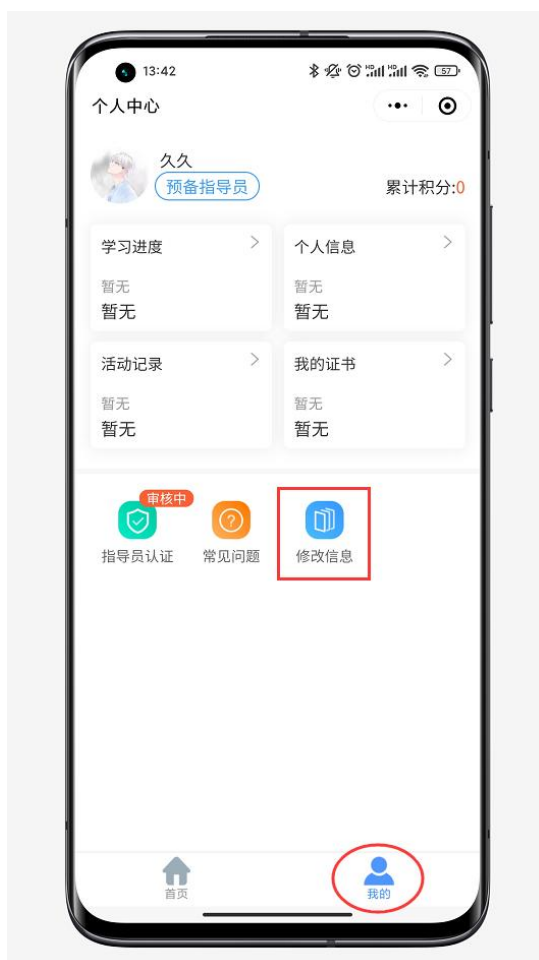 13:42
57
个人中心
久久
预备指导员
累计积分:0
学习进度
个人信息
暂无
暂无
暂无
暂无
活动记录
我的证书
暂无
暂无
暂无
暂无
审核中
指导员认证
常见问题
修改信息
首页
我的